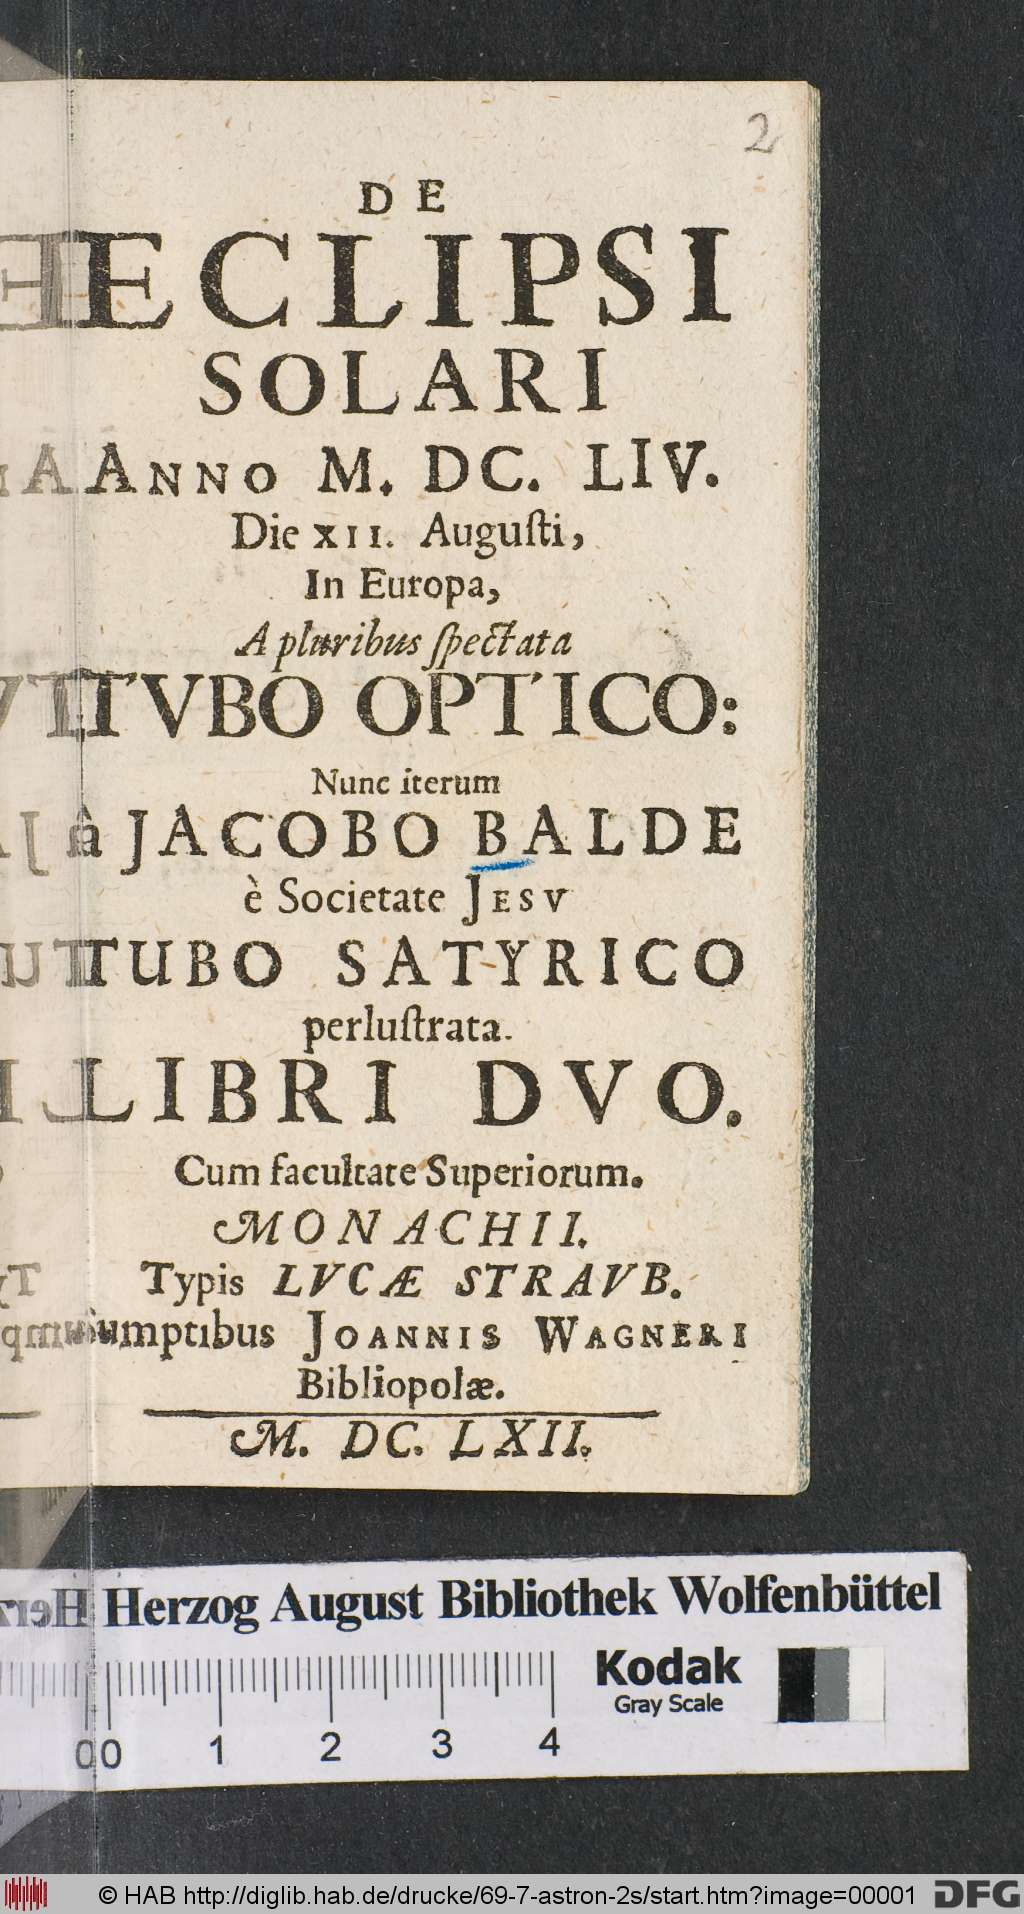 2
DE
ECLIPSI
SOLARI
ANNO M. DC. LIV.
Die XII. Auguſti,
In Europa,
A pluribus ſpectata
TVBO OPTICO:
Nunc iterum
à JACOBO BALDE
è Societate JESV
TUBO SATYRICO
perluſtrata.
LIBRI DVO.
Cum facultate Superiorum.
MONACHII.
Typis LVCÆ STRAVB.
Sumptibus JOANNIS WAGNERI
Bibliopolæ.
M. DC. LXII.
Herzog August Bibliothek Wolfenbüttel
Kodak
Gray Scale
0 1 2 3 4
© HAB http://diglib.hab.de/drucke/69-7-astron-2s/start.htm?image=00001 DFG